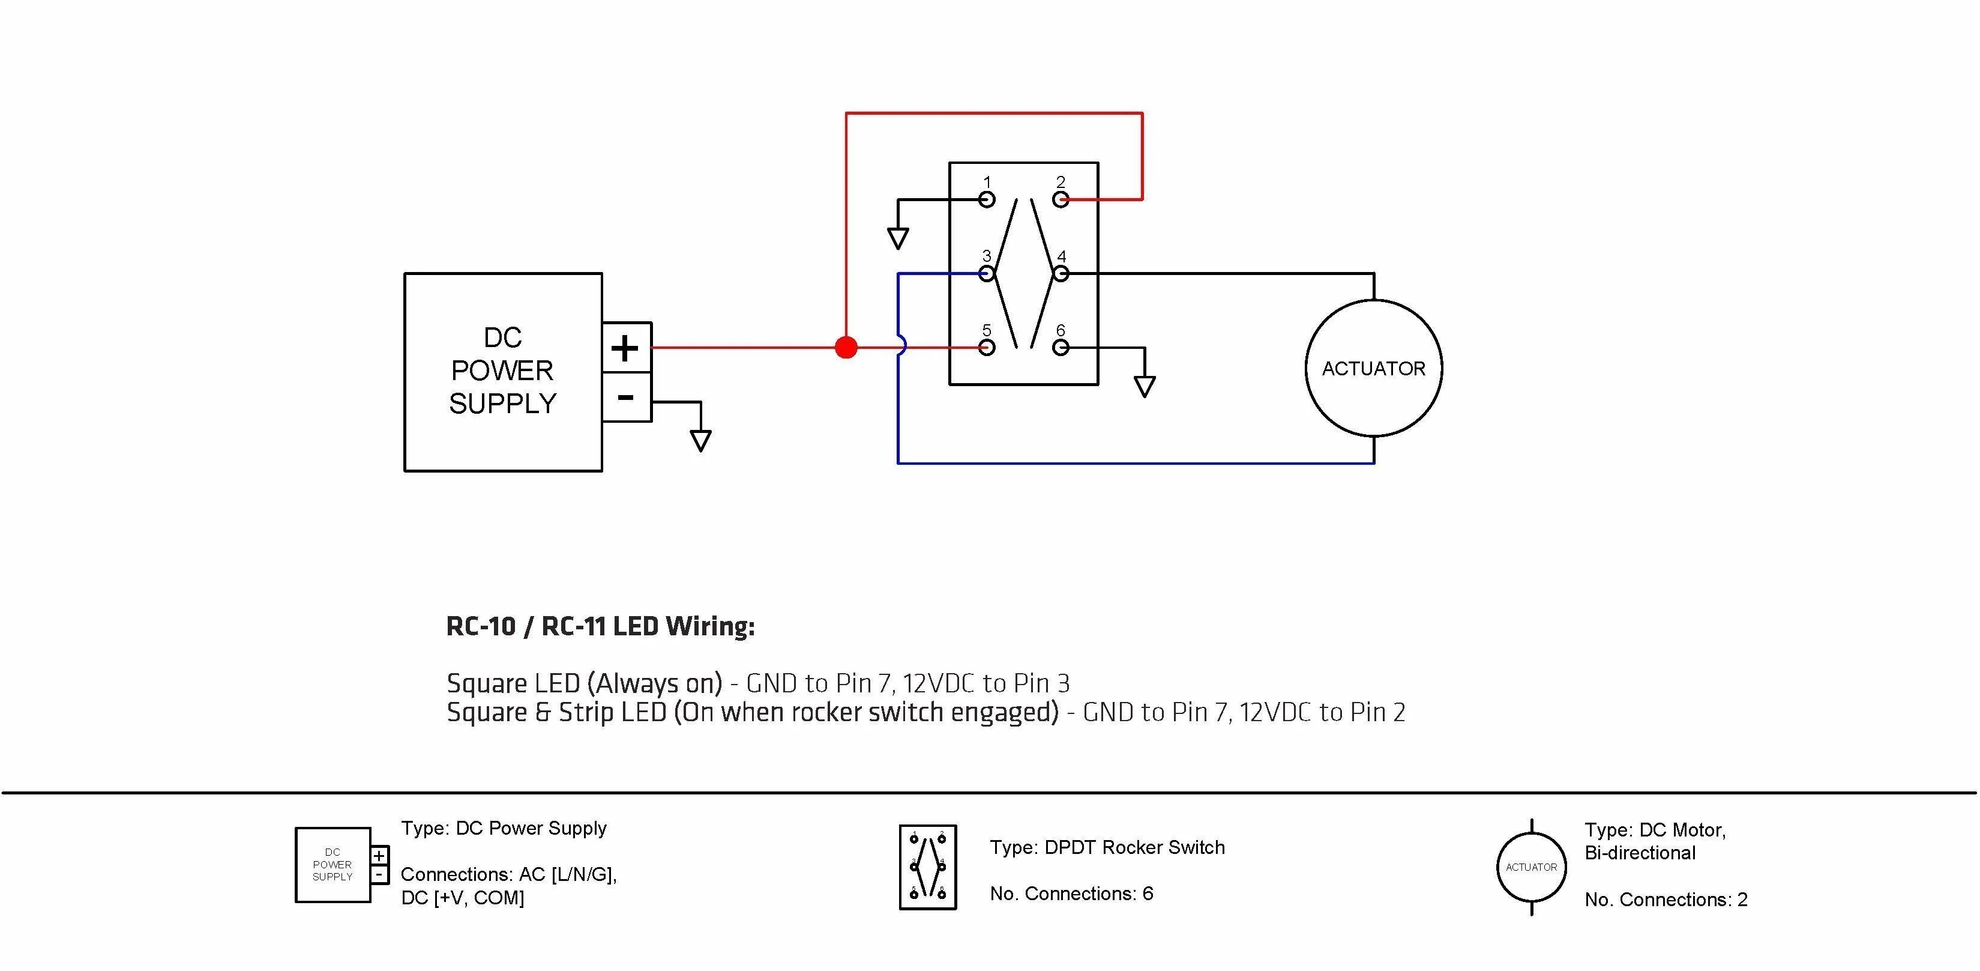 1 2
3 4
5 6
DC
POWER
SUPPLY
+
-
ACTUATOR
RC-10 / RC-11 LED Wiring:
Square LED (Always on) - GND to Pin 7, 12VDC to Pin 3
Square & Strip LED (On when rocker switch engaged) - GND to Pin 7, 12VDC to Pin 2
DC
POWER
SUPPLY
+
-
Type: DC Power Supply
Connections: AC [L/N/G],
DC [+V, COM]
Type: DPDT Rocker Switch
No. Connections: 6
ACTUATOR
Type: DC Motor,
Bi-directional
No. Connections: 2